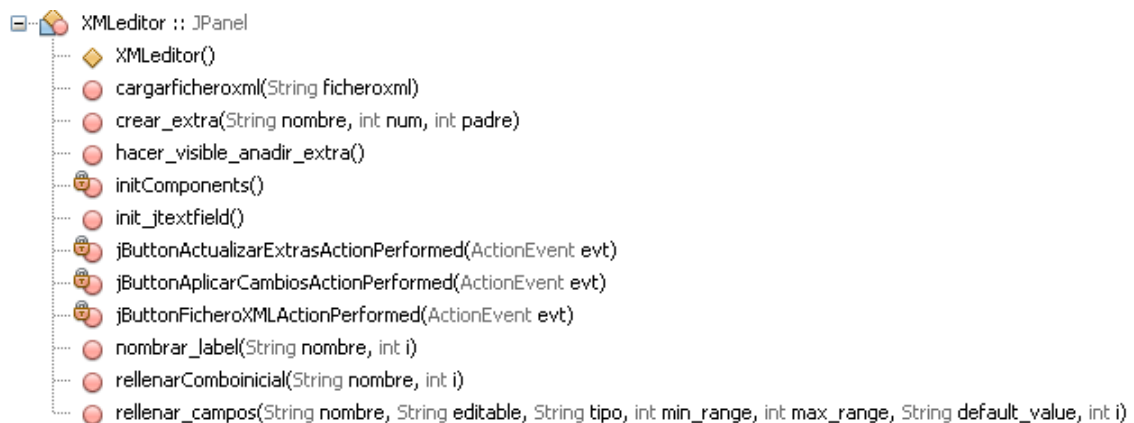 XMLeditor :: JPanel
XMLeditor()
cargarficheroxml(String ficheroxml)
crear_extra(String nombre, int num, int padre)
hacer_visible_anadir_extra()
initComponents()
init_jtextfield()
jButtonActualizarExtrasActionPerformed(ActionEvent evt)
jButtonAplicarCambiosActionPerformed(ActionEvent evt)
jButtonFicheroXMLActionPerformed(ActionEvent evt)
nombrar_label(String nombre, int i)
rellenarComboinicial(String nombre, int i)
rellenar_campos(String nombre, String editable, String tipo, int min_range, int max_range, String default_value, int i)